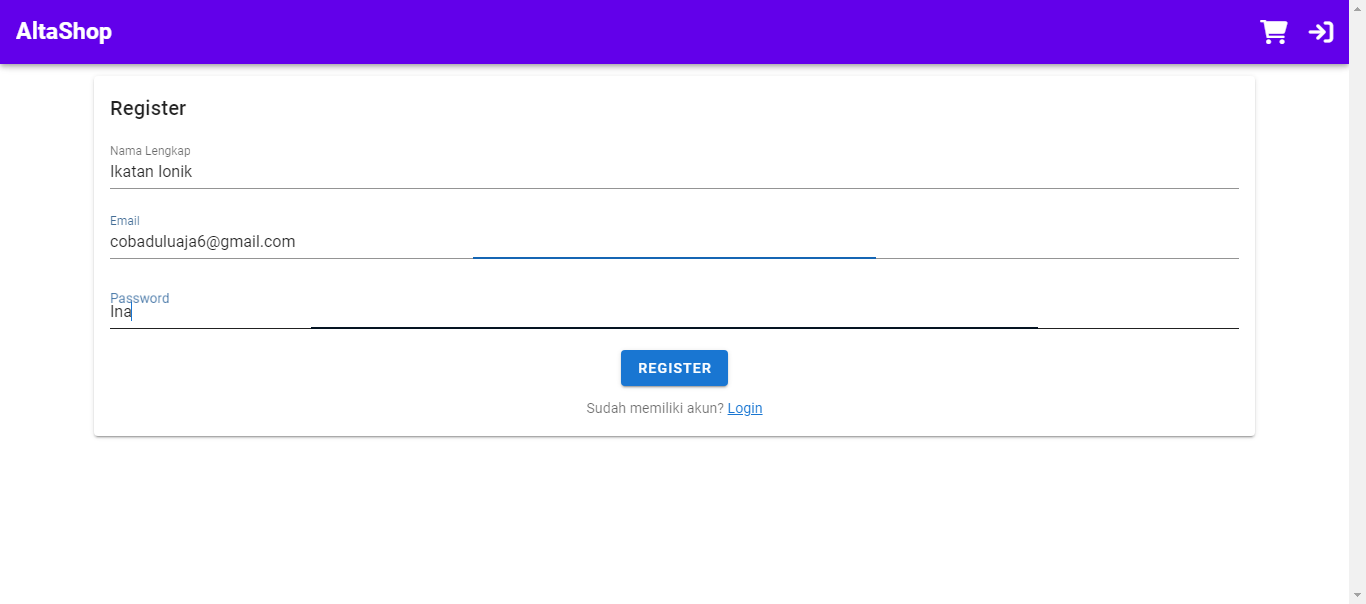 AltaShop
Register
Nama Lengkap
Ikatan Ionik
Email
cobaduluaja6@gmail.com
Password
Ina
REGISTER
Sudah memiliki akun? Login